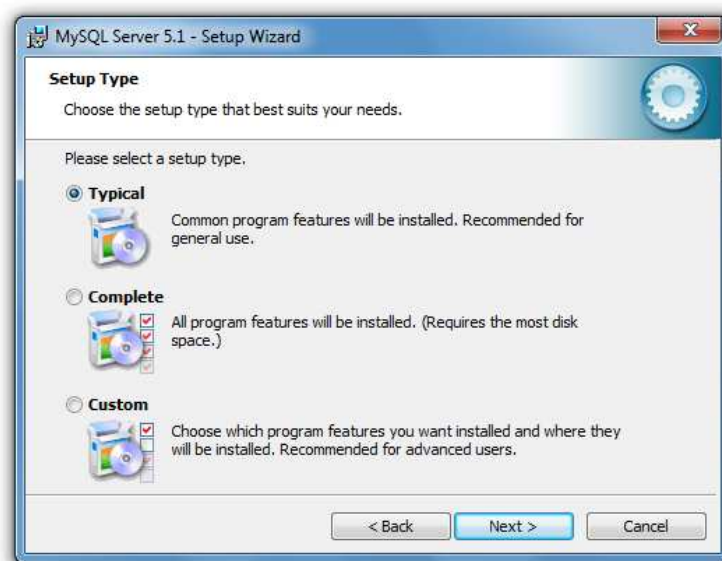 MySQL Server 5.1 - Setup Wizard
Setup Type
Choose the setup type that best suits your needs.
Please select a setup type.
Typical
Common program features will be installed. Recommended for
general use.
Complete
All program features will be installed. (Requires the most disk
space.)
Custom
Choose which program features you want installed and where they
will be installed. Recommended for advanced users.
< Back
Next >
Cancel